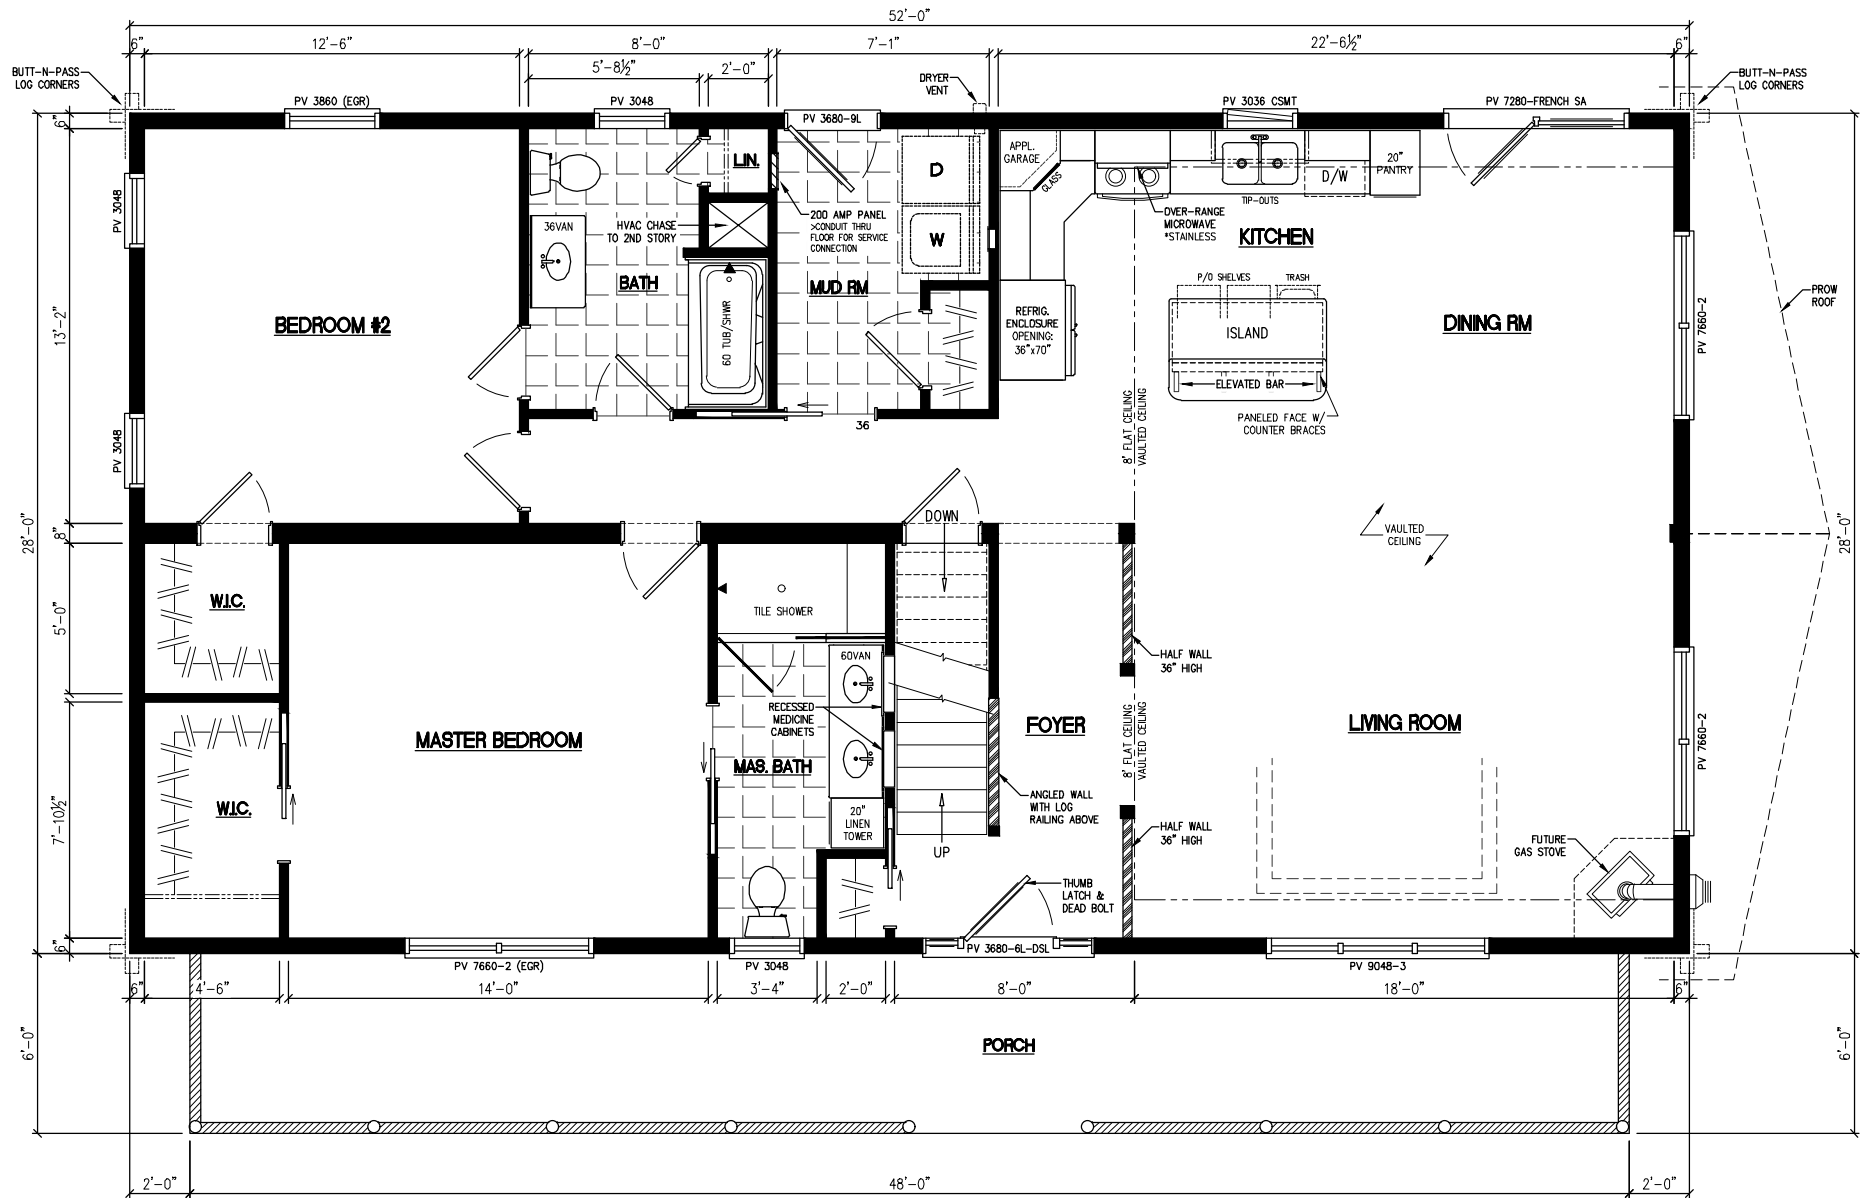 52'-0"
6"
12'-6"
8'-0"
7'-1"
22'-6½"
6"
5'-8½"
2'-0"
BUTT-N-PASS
LOG CORNERS
DRYER
VENT
BUTT-N-PASS
LOG CORNERS
PV 3860 (EGR)
PV 3048
PV 3680-9L
PV 3036 CSMT
PV 7280-FRENCH SA
6"
APPL.
GARAGE
GLASS
LIN.
D
D/W
20"
PANTRY
PV 3048
36VAN
HVAC CHASE
TO 2ND STORY
200 AMP PANEL
>CONDUIT THRU
FLOOR FOR SERVICE
CONNECTION
W
TIP-OUTS
OVER-RANGE
MICROWAVE
*STAINLESS
KITCHEN
BATH
MUD RM
P/O SHELVES
TRASH
PROW
ROOF
BEDROOM #2
60 TUB/SHWR
REFRIG.
ENCLOSURE
OPENING:
36"x70"
ISLAND
DINING RM
PV 7660-2
13'-2"
ELEVATED BAR
PANELED FACE W/
COUNTER BRACES
36
PV 3048
8' FLAT CEILING
VAULTED CEILING
DOWN
VAULTED
CEILING
28'-0"
8"
28'-0"
W.I.C.
5'-0"
TILE SHOWER
60VAN
HALF WALL
36" HIGH
RECESSED
MEDICINE
CABINETS
FOYER
LIVING ROOM
MASTER BEDROOM
MAS. BATH
8' FLAT CEILING
VAULTED CEILING
PV 7660-2
W.I.C.
7'-10½"
20"
LINEN
TOWER
ANGLED WALL
WITH LOG
RAILING ABOVE
HALF WALL
36" HIGH
UP
FUTURE
GAS STOVE
THUMB
LATCH &
DEAD BOLT
6"
PV 7660-2 (EGR)
PV 3048
PV 3680-6L-DSL
PV 9048-3
6"
4'-6"
14'-0"
3'-4"
2'-0"
8'-0"
18'-0"
6"
6'-0"
PORCH
6'-0"
2'-0"
48'-0"
2'-0"